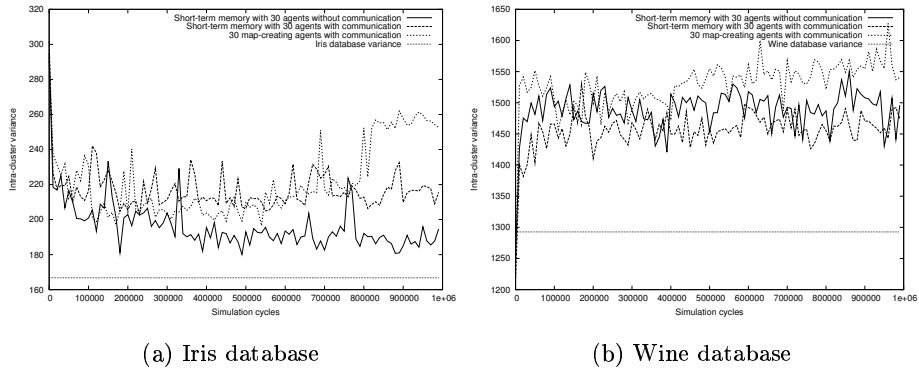 320
300
280
260
240
220
200
180
160
Intra-cluster variance
Short-term memory with 30 agents without communication
Short-term memory with 30 agents with communication
30 map-creating agents with communication
Iris database variance
0 100000 200000 300000 400000 500000 600000 700000 800000 900000 1e+06
Simulation cycles
(a) Iris database
1650
1600
1550
1500
1450
1400
1350
1300
1250
1200
Intra-cluster variance
Short-term memory with 30 agents without communication
Short-term memory with 30 agents with communication
30 map-creating agents with communication
Wine database variance
0 100000 200000 300000 400000 500000 600000 700000 800000 900000 1e+06
Simulation cycles
(b) Wine database